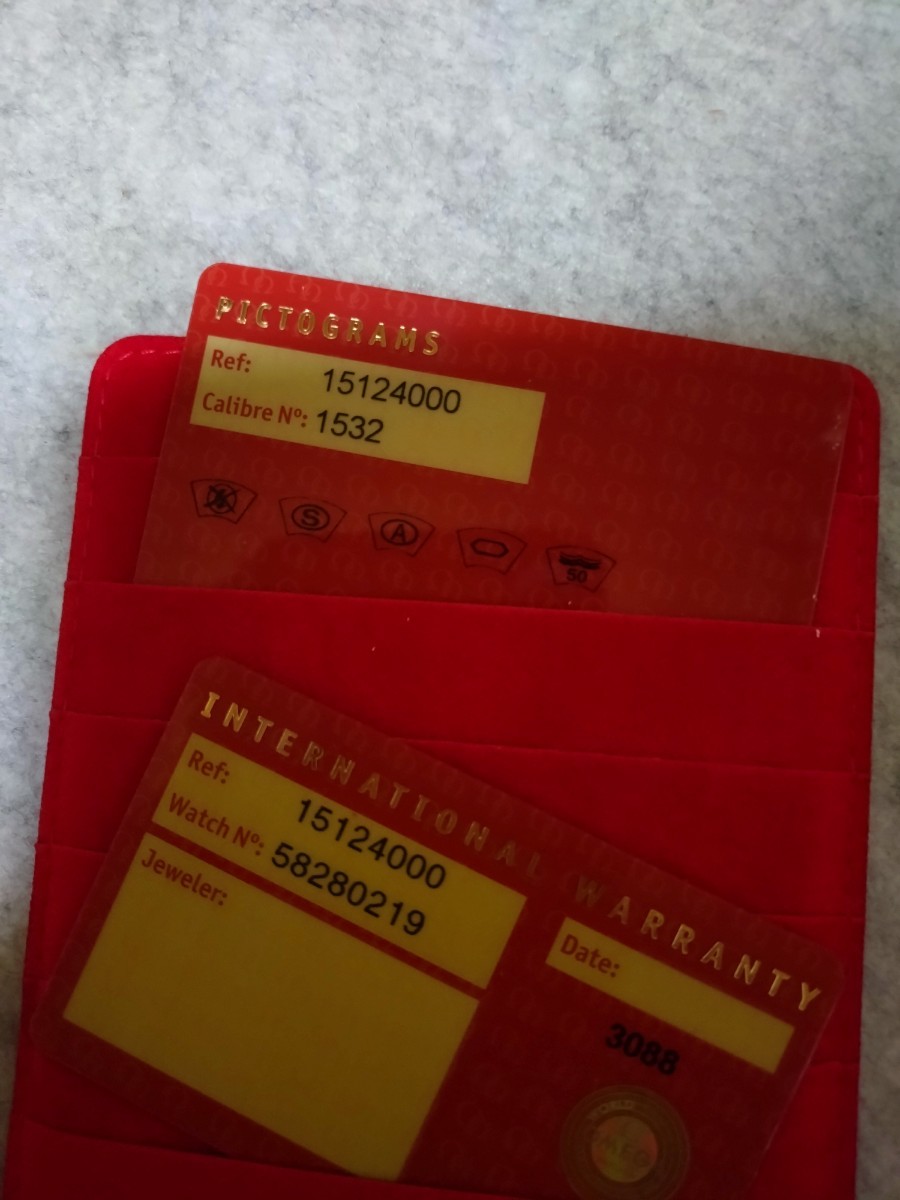 PICTOGRAMS
Ref: 15124000
Calibre Nº: 1532
S
A
50
INTERNATIONAL WARRANTY
Ref: 15124000
Watch Nº: 58280219
Jeweler:
Date:
3088